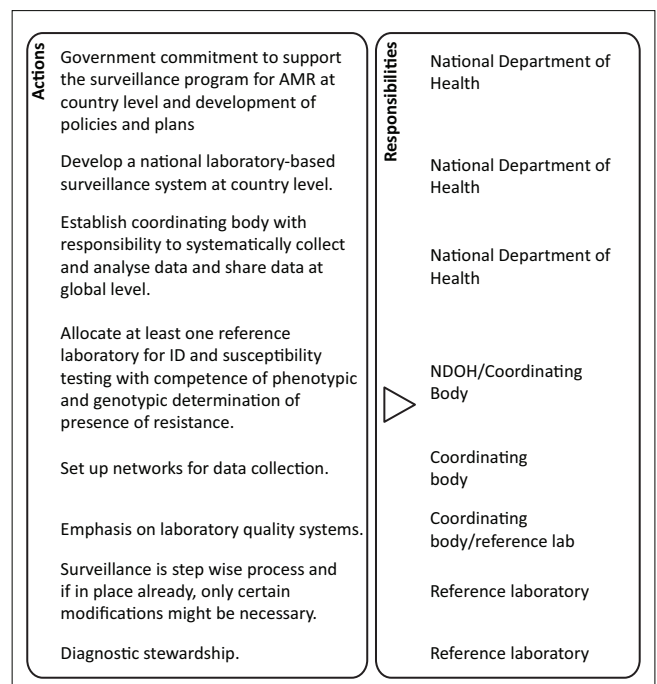 Actions
Government commitment to support
the surveillance program for AMR at
country level and development of
policies and plans
Develop a national laboratory-based
surveillance system at country level.
Establish coordinating body with
responsibility to systematically collect
and analyse data and share data at
global level.
Allocate at least one reference
laboratory for ID and susceptibility
testing with competence of phenotypic
and genotypic determination of
presence of resistance.
Set up networks for data collection.
Emphasis on laboratory quality systems.
Surveillance is step wise process and
if in place already, only certain
modifications might be necessary.
Diagnostic stewardship.
Responsibilities
National Department of
Health
National Department of
Health
National Department of
Health
NDOH/Coordinating
Body
Coordinating
body
Coordinating
body/reference lab
Reference laboratory
Reference laboratory